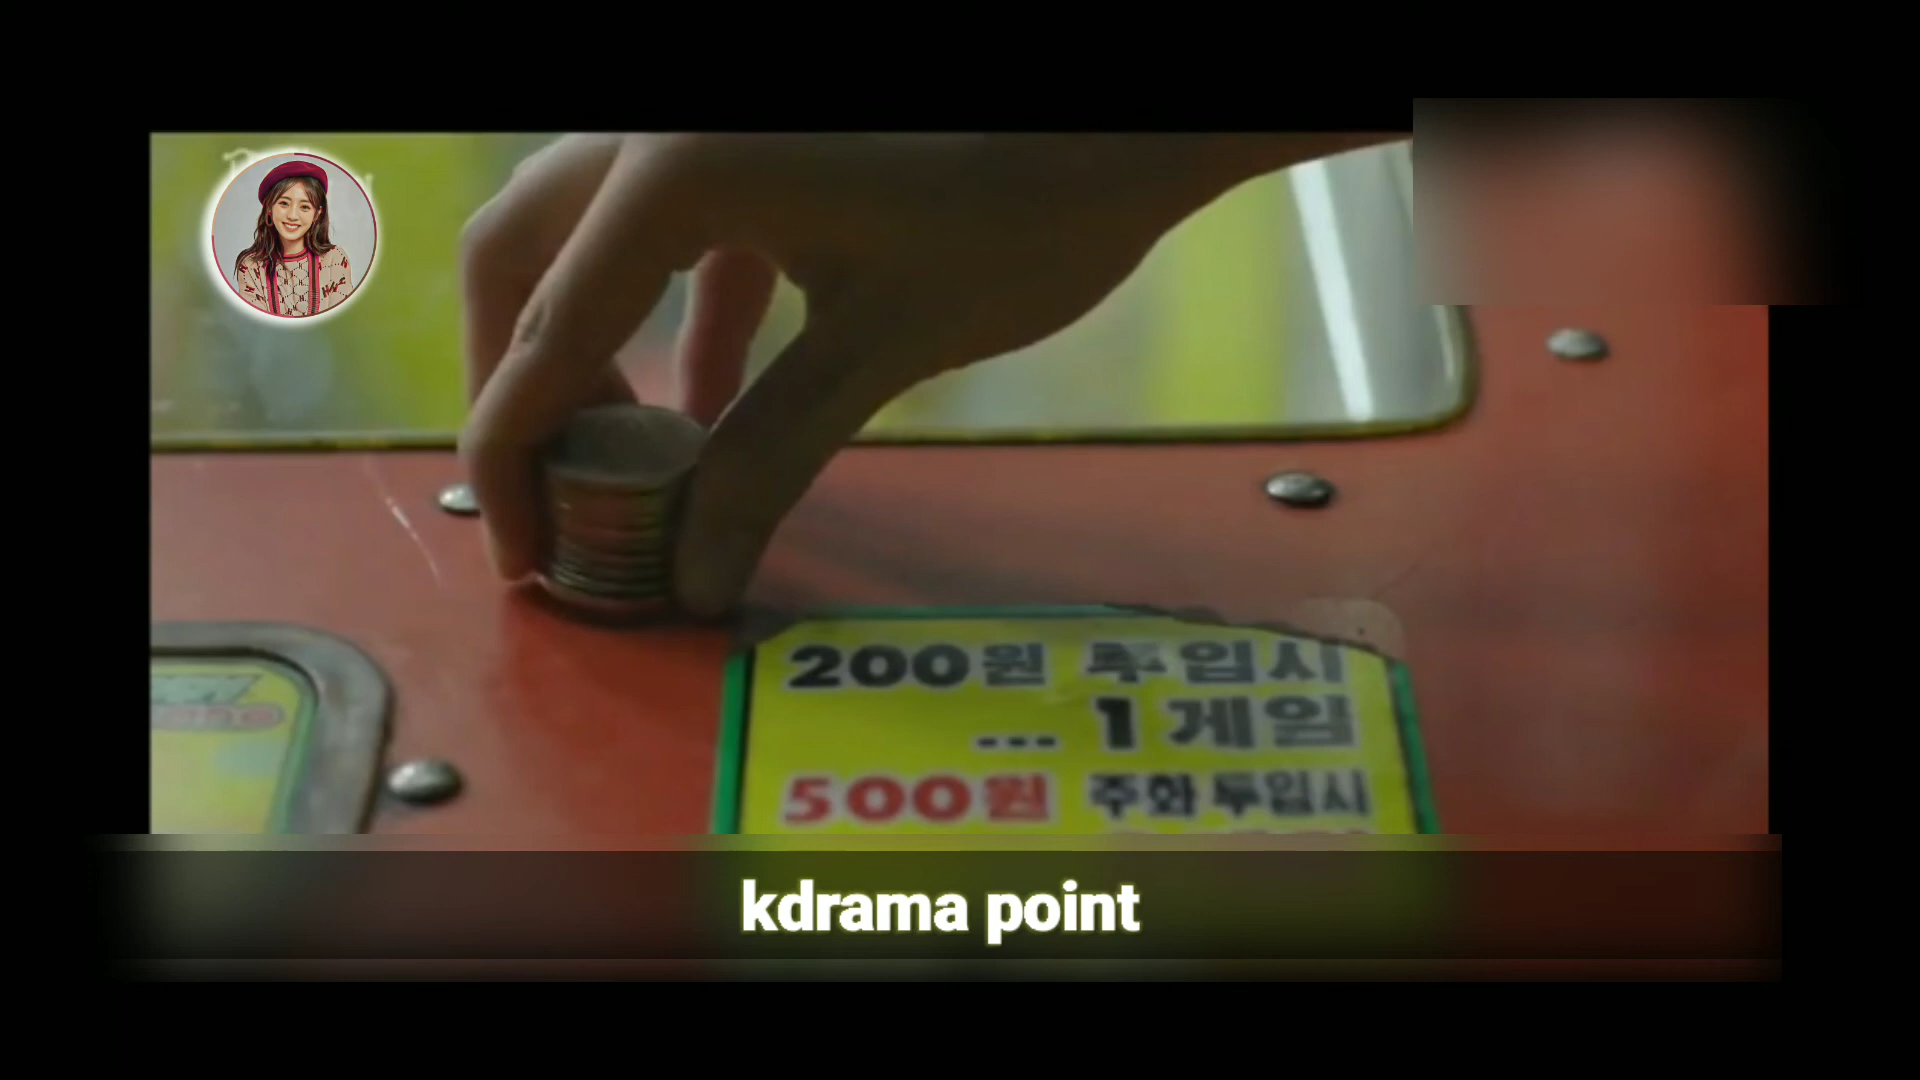 200원 투입시
... 1게임
500원 주화 투입시
kdrama point